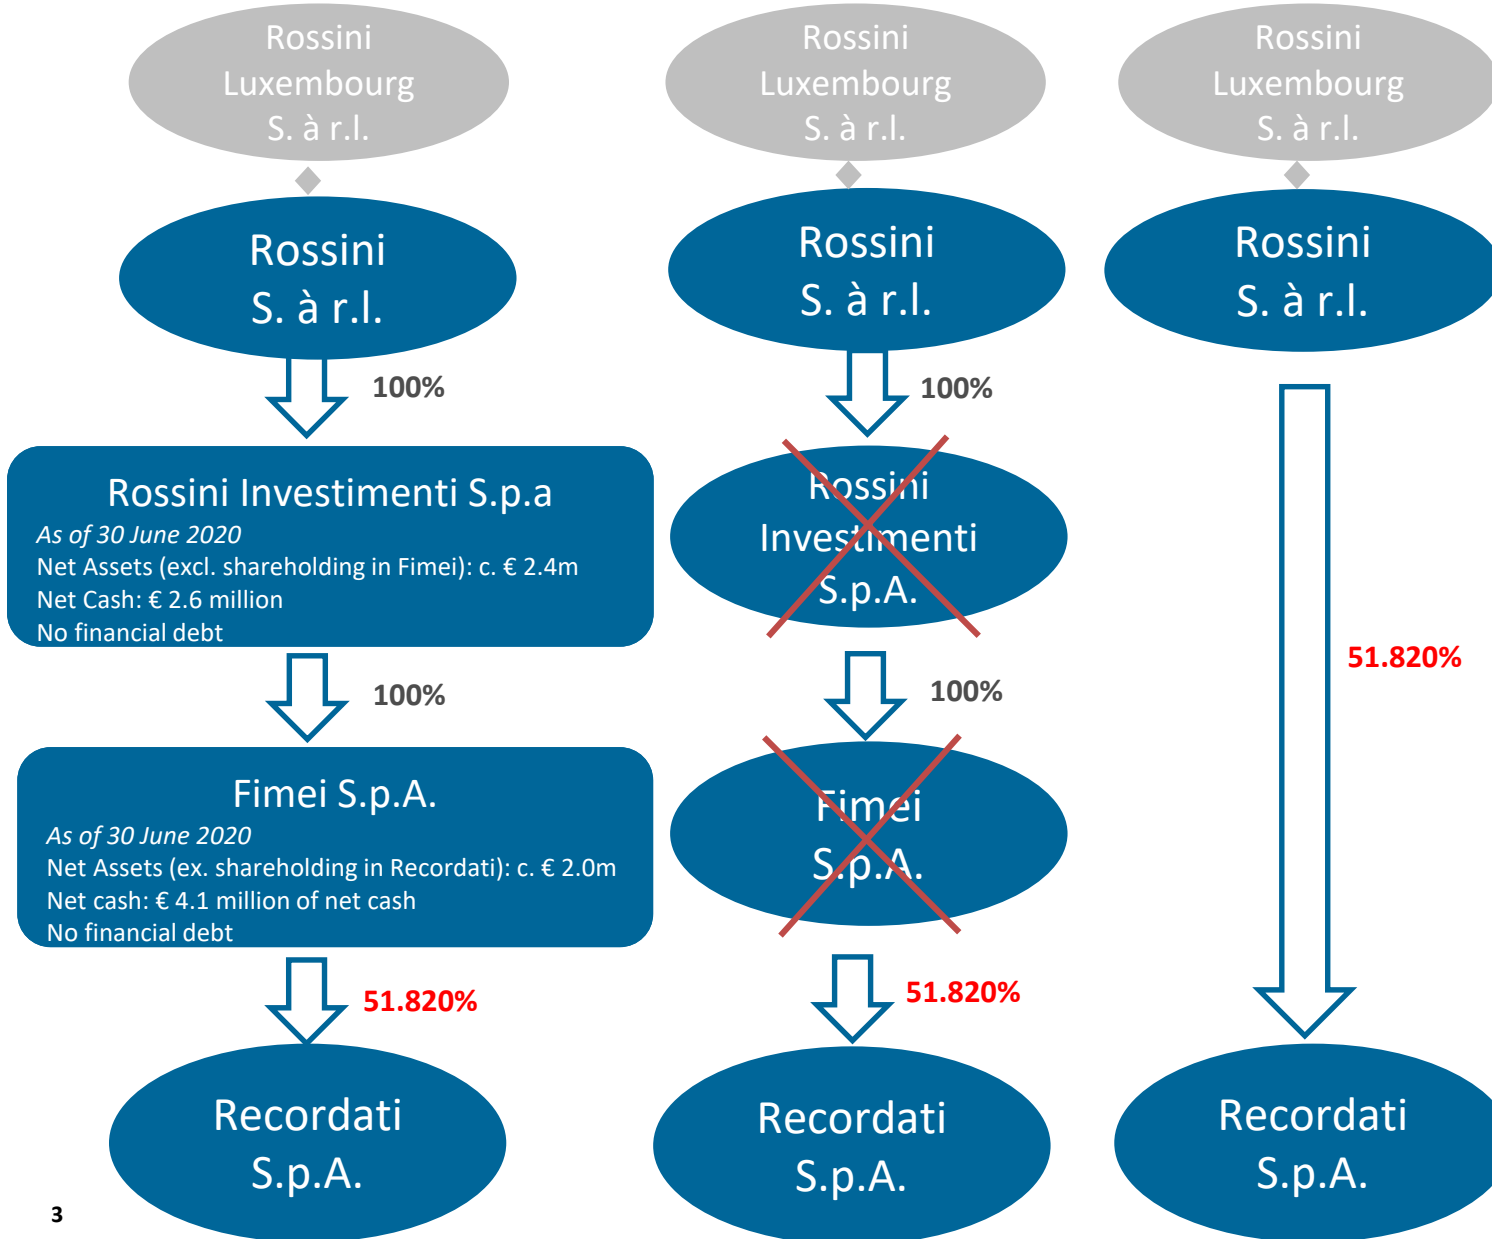 Rossini
Luxembourg
S. à r.l.
Rossini
S. à r.l.
100%
Rossini Investimenti S.p.a
As of 30 June 2020
Net Assets (excl. shareholding in Fimei): c. € 2.4m
Net Cash: € 2.6 million
No financial debt
100%
Fimei S.p.A.
As of 30 June 2020
Net Assets (ex. shareholding in Recordati): c. € 2.0m
Net cash: € 4.1 million of net cash
No financial debt
51.820%
Recordati
S.p.A.
Rossini
Luxembourg
S. à r.l.
Rossini
S. à r.l.
100%
Rossini
Investimenti
S.p.A.
100%
Fimei
S.p.A.
51.820%
Recordati
S.p.A.
Rossini
Luxembourg
S. à r.l.
Rossini
S. à r.l.
51.820%
Recordati
S.p.A.
3